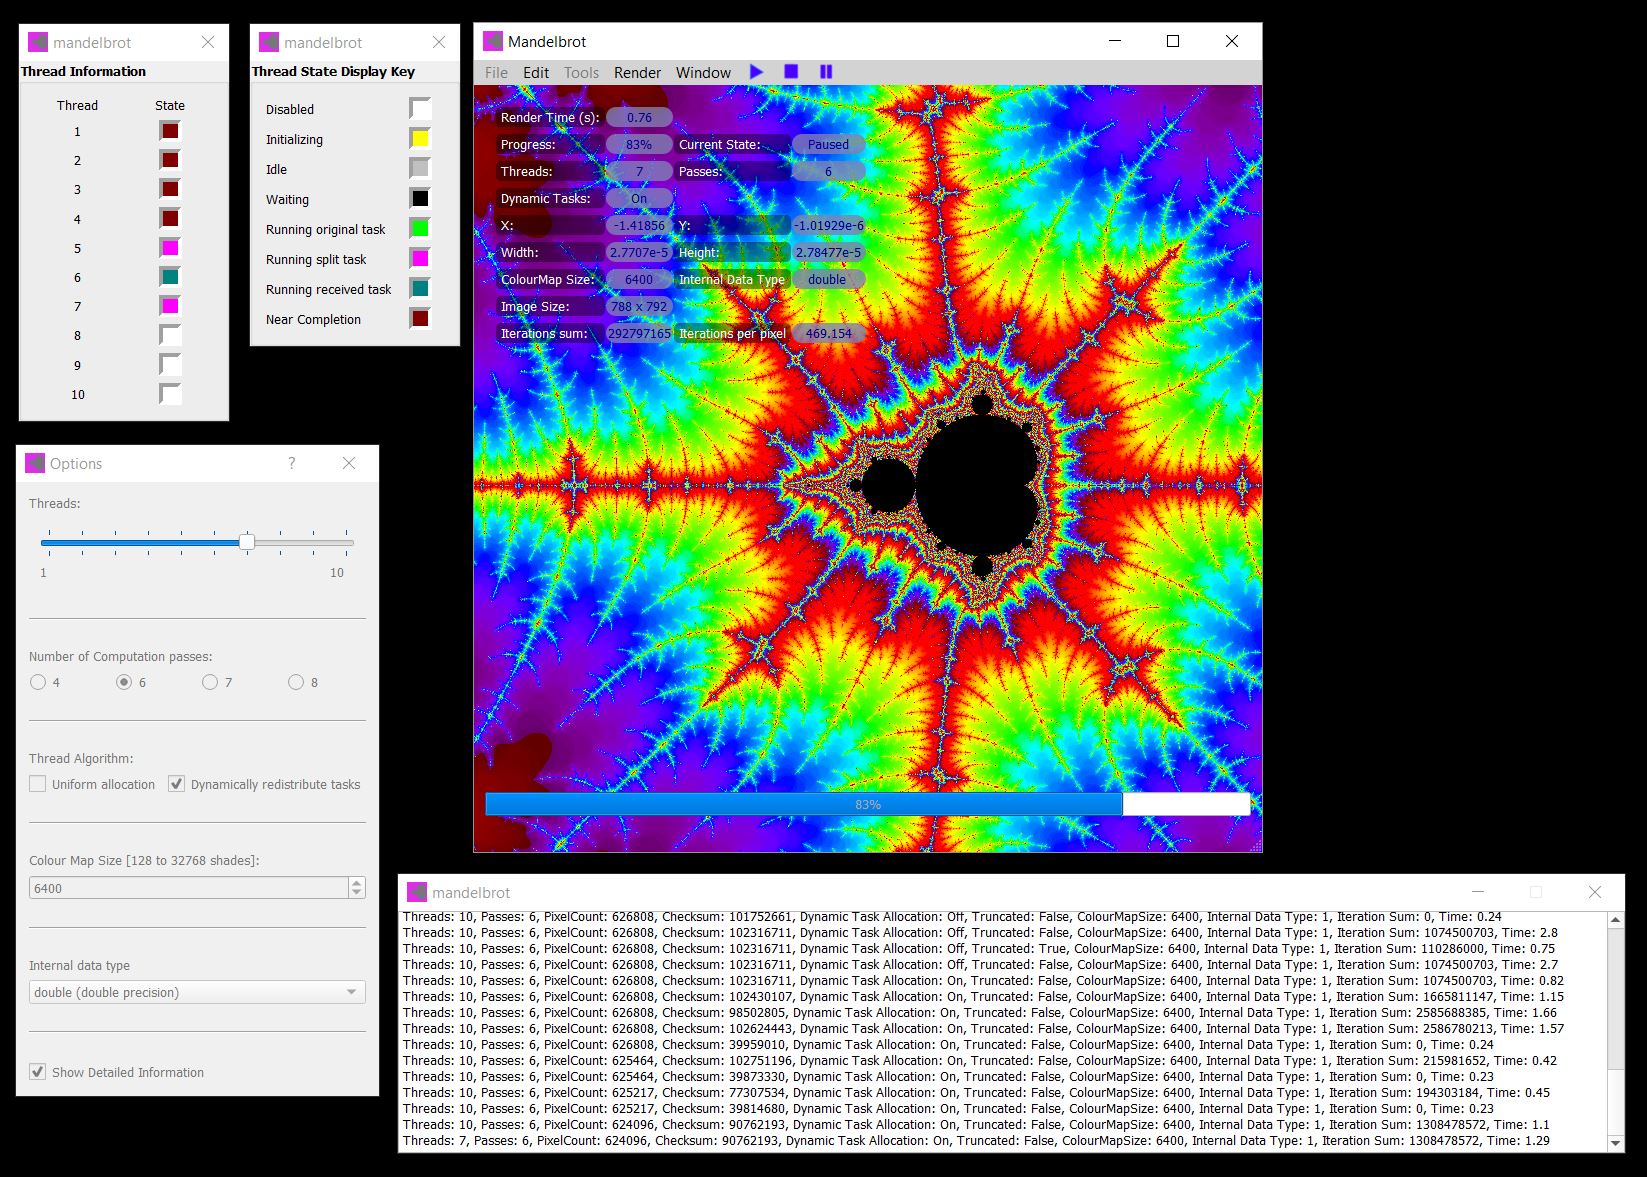 mandelbrot
Thread Information
Thread State
1
2
3
4
5
6
7
8
9
10
mandelbrot
Thread State Display Key
Disabled
Initializing
Idle
Waiting
Running original task
Running split task
Running received task
Near Completion
Mandelbrot
File Edit Tools Render Window
Render Time (s): 0.76
Progress: 83% Current State: Paused
Threads: 7 Passes: 6
Dynamic Tasks: On
X: -1.41856 Y: -1.01929e-6
Width: 2.7707e-5 Height: 2.78477e-5
ColourMap Size: 6400 Internal Data Type double
Image Size: 788 x 792
Iterations sum: 292797165 Iterations per pixel 469.154
83%
Options ?
Threads:
1 10
Number of Computation passes:
4 6 7 8
Thread Algorithm:
Uniform allocation Dynamically redistribute tasks
Colour Map Size [128 to 32768 shades]:
6400
Internal data type
double (double precision)
Show Detailed Information
mandelbrot
Threads: 10, Passes: 6, PixelCount: 626808, Checksum: 101752661, Dynamic Task Allocation: Off, Truncated: False, ColourMapSize: 6400, Internal Data Type: 1, Iteration Sum: 0, Time: 0.24
Threads: 10, Passes: 6, PixelCount: 626808, Checksum: 102316711, Dynamic Task Allocation: Off, Truncated: False, ColourMapSize: 6400, Internal Data Type: 1, Iteration Sum: 1074500703, Time: 2.8
Threads: 10, Passes: 6, PixelCount: 626808, Checksum: 102316711, Dynamic Task Allocation: Off, Truncated: True, ColourMapSize: 6400, Internal Data Type: 1, Iteration Sum: 110286000, Time: 0.75
Threads: 10, Passes: 6, PixelCount: 626808, Checksum: 102316711, Dynamic Task Allocation: Off, Truncated: False, ColourMapSize: 6400, Internal Data Type: 1, Iteration Sum: 1074500703, Time: 2.7
Threads: 10, Passes: 6, PixelCount: 626808, Checksum: 102316711, Dynamic Task Allocation: On, Truncated: False, ColourMapSize: 6400, Internal Data Type: 1, Iteration Sum: 1074500703, Time: 0.82
Threads: 10, Passes: 6, PixelCount: 626808, Checksum: 102430107, Dynamic Task Allocation: On, Truncated: False, ColourMapSize: 6400, Internal Data Type: 1, Iteration Sum: 1665811147, Time: 1.15
Threads: 10, Passes: 6, PixelCount: 626808, Checksum: 98502805, Dynamic Task Allocation: On, Truncated: False, ColourMapSize: 6400, Internal Data Type: 1, Iteration Sum: 2585688385, Time: 1.66
Threads: 10, Passes: 6, PixelCount: 626808, Checksum: 102624443, Dynamic Task Allocation: On, Truncated: False, ColourMapSize: 6400, Internal Data Type: 1, Iteration Sum: 2586780213, Time: 1.57
Threads: 10, Passes: 6, PixelCount: 626808, Checksum: 39959010, Dynamic Task Allocation: On, Truncated: False, ColourMapSize: 6400, Internal Data Type: 1, Iteration Sum: 0, Time: 0.24
Threads: 10, Passes: 6, PixelCount: 625464, Checksum: 102751196, Dynamic Task Allocation: On, Truncated: False, ColourMapSize: 6400, Internal Data Type: 1, Iteration Sum: 215981652, Time: 0.42
Threads: 10, Passes: 6, PixelCount: 625464, Checksum: 39873330, Dynamic Task Allocation: On, Truncated: False, ColourMapSize: 6400, Internal Data Type: 1, Iteration Sum: 0, Time: 0.23
Threads: 10, Passes: 6, PixelCount: 625217, Checksum: 77307534, Dynamic Task Allocation: On, Truncated: False, ColourMapSize: 6400, Internal Data Type: 1, Iteration Sum: 194303184, Time: 0.45
Threads: 10, Passes: 6, PixelCount: 625217, Checksum: 39814680, Dynamic Task Allocation: On, Truncated: False, ColourMapSize: 6400, Internal Data Type: 1, Iteration Sum: 0, Time: 0.23
Threads: 10, Passes: 6, PixelCount: 624096, Checksum: 90762193, Dynamic Task Allocation: On, Truncated: False, ColourMapSize: 6400, Internal Data Type: 1, Iteration Sum: 1308478572, Time: 1.1
Threads: 7, Passes: 6, PixelCount: 624096, Checksum: 90762193, Dynamic Task Allocation: On, Truncated: False, ColourMapSize: 6400, Internal Data Type: 1, Iteration Sum: 1308478572, Time: 1.29